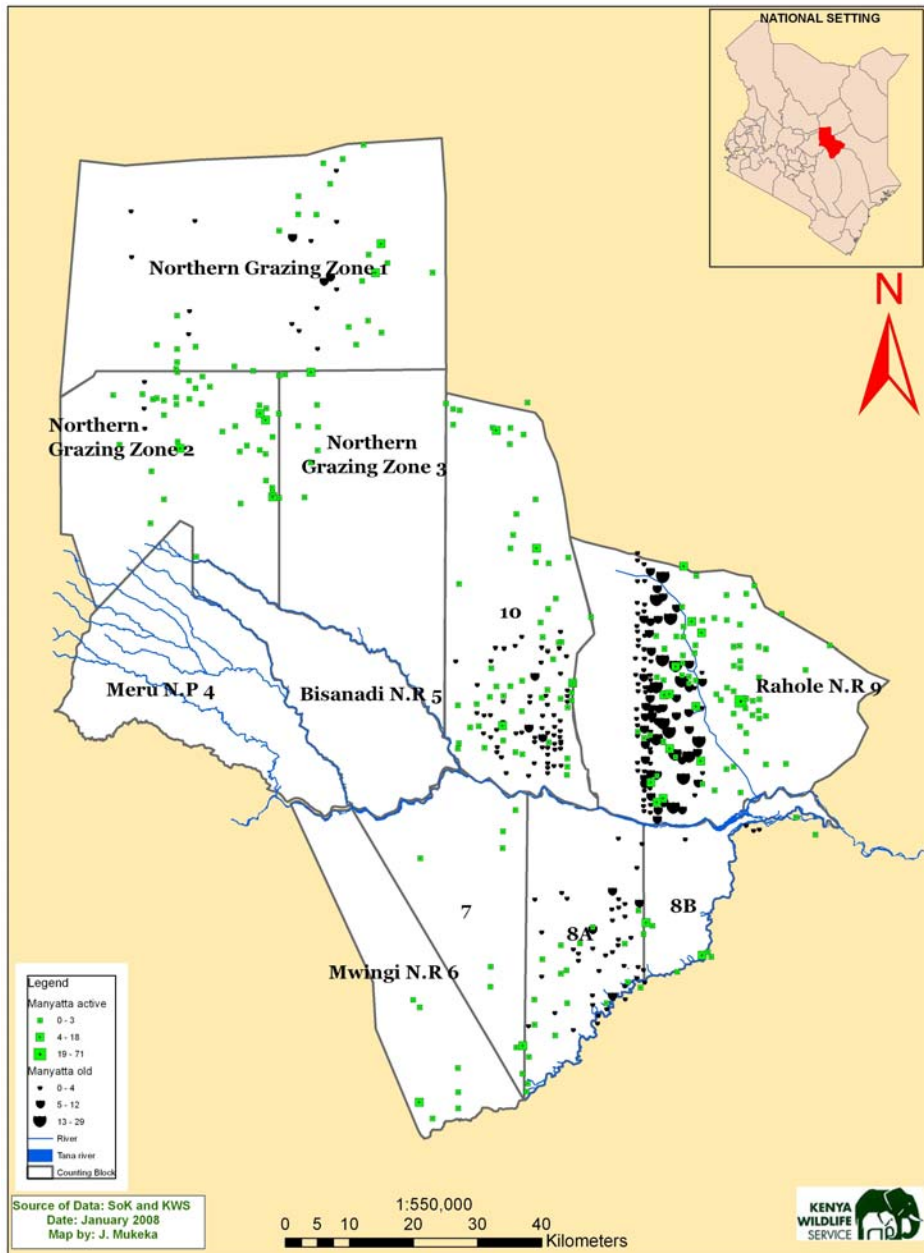 NATIONAL SETTING
N
Northern Grazing Zone 1
Northern
Grazing Zone 2
Northern
Grazing Zone 3
10
Meru N.P 4
Bisanadi N.R 5
Rahole N.R 9
7
8A
8B
Mwingi N.R 6
Legend
Manyatta active
0 - 3
4 - 18
19 - 71
Manyatta old
0 - 4
5 - 12
13 - 29
River
Tana river
Counting Block
Source of Data: SoK and KWS
Date: January 2008
Map by: J. Mukeka
1:550,000
0 5 10 20 30 40
Kilometers
KENYA
WILDLIFE
SERVICE